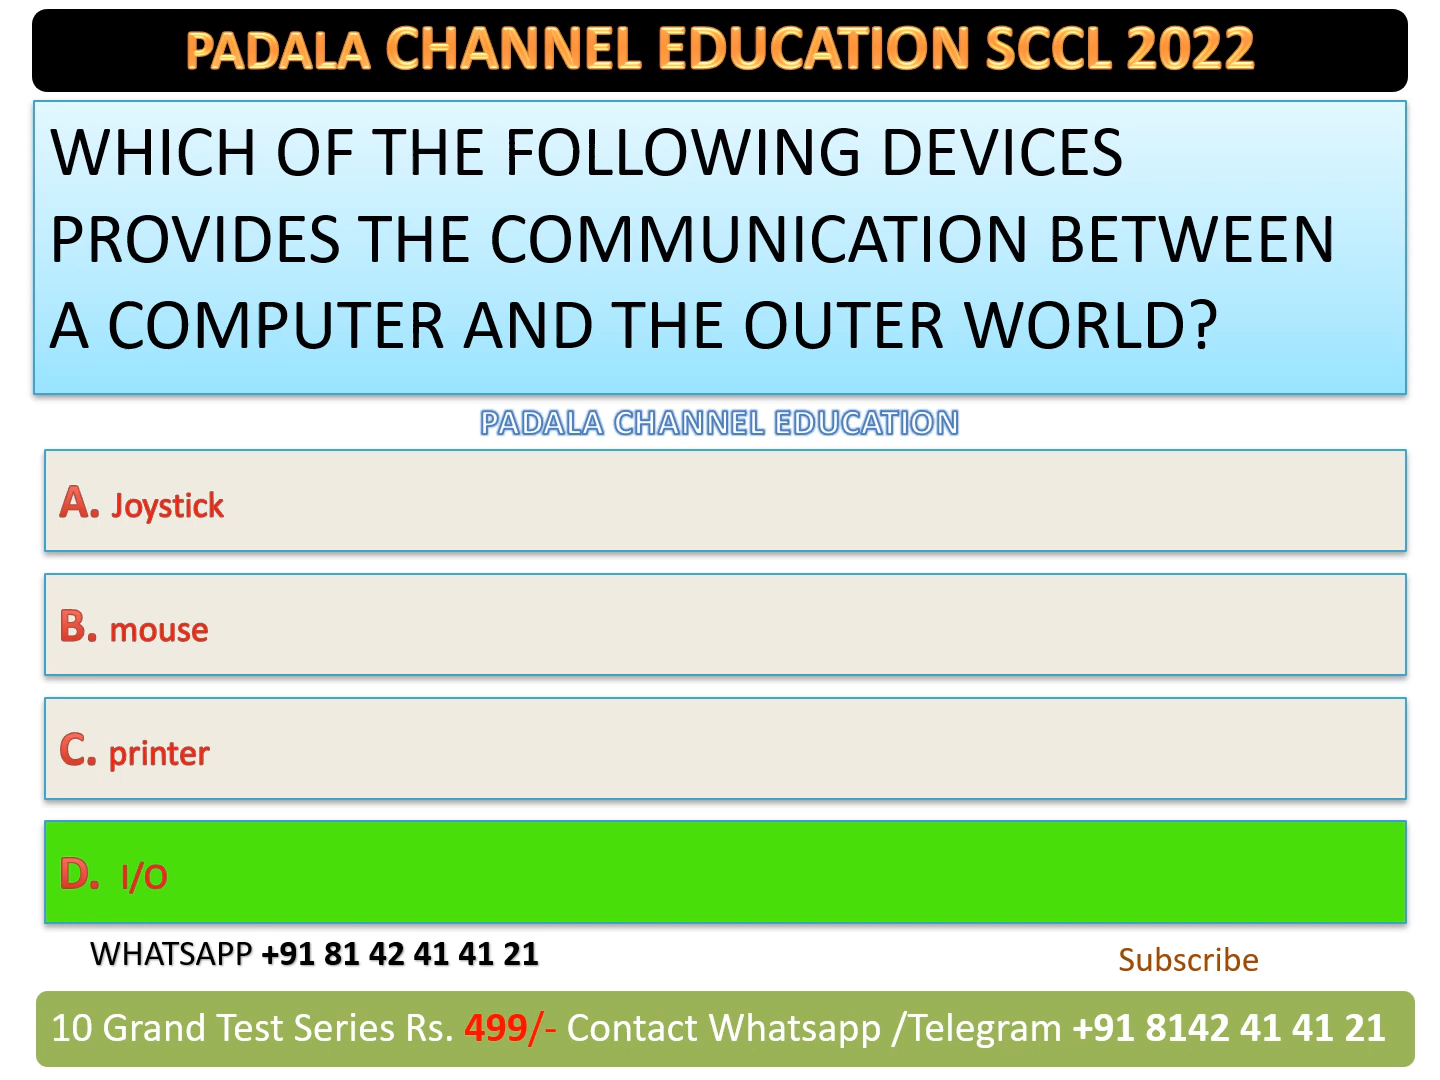 PADALA CHANNEL EDUCATION SCCL 2022
WHICH OF THE FOLLOWING DEVICES
PROVIDES THE COMMUNICATION BETWEEN
A COMPUTER AND THE OUTER WORLD?
PADALA CHANNEL EDUCATION
A. Joystick
B. mouse
C. printer
D. I/O
WHATSAPP +91 81 42 41 41 21
Subscribe
10 Grand Test Series Rs. 499/- Contact Whatsapp /Telegram +91 8142 41 41 21